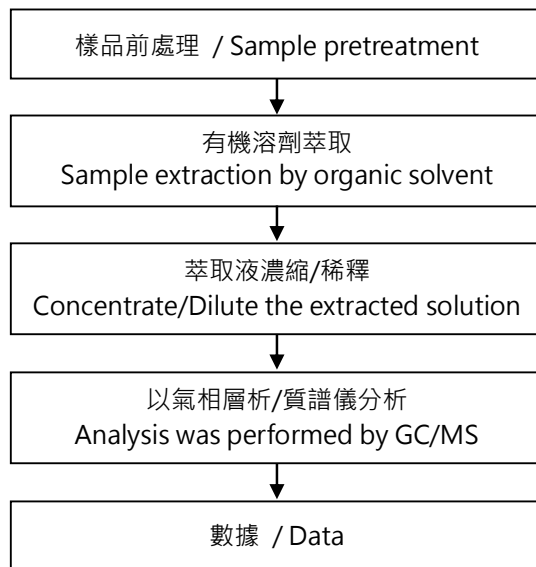 樣品前處理 / Sample pretreatment
有機溶劑萃取
Sample extraction by organic solvent
萃取液濃縮/稀釋
Concentrate/Dilute the extracted solution
以氣相層析/質譜儀分析
Analysis was performed by GC/MS
數據 / Data